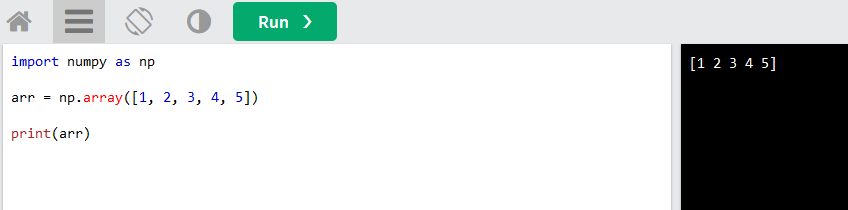 Run ❯
import numpy as np
arr = np.array([1, 2, 3, 4, 5])
print(arr)
[1 2 3 4 5]